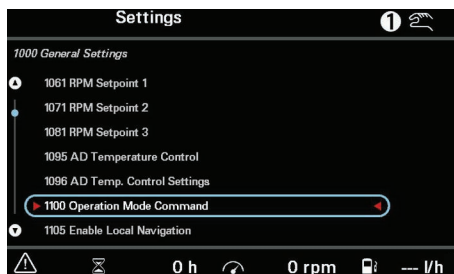 Settings
1
1000 General Settings
1061 RPM Setpoint 1
1071 RPM Setpoint 2
1081 RPM Setpoint 3
1095 AD Temperature Control
1096 AD Temp. Control Settings
1100 Operation Mode Command
1105 Enable Local Navigation
0 h 0 rpm --- l/h